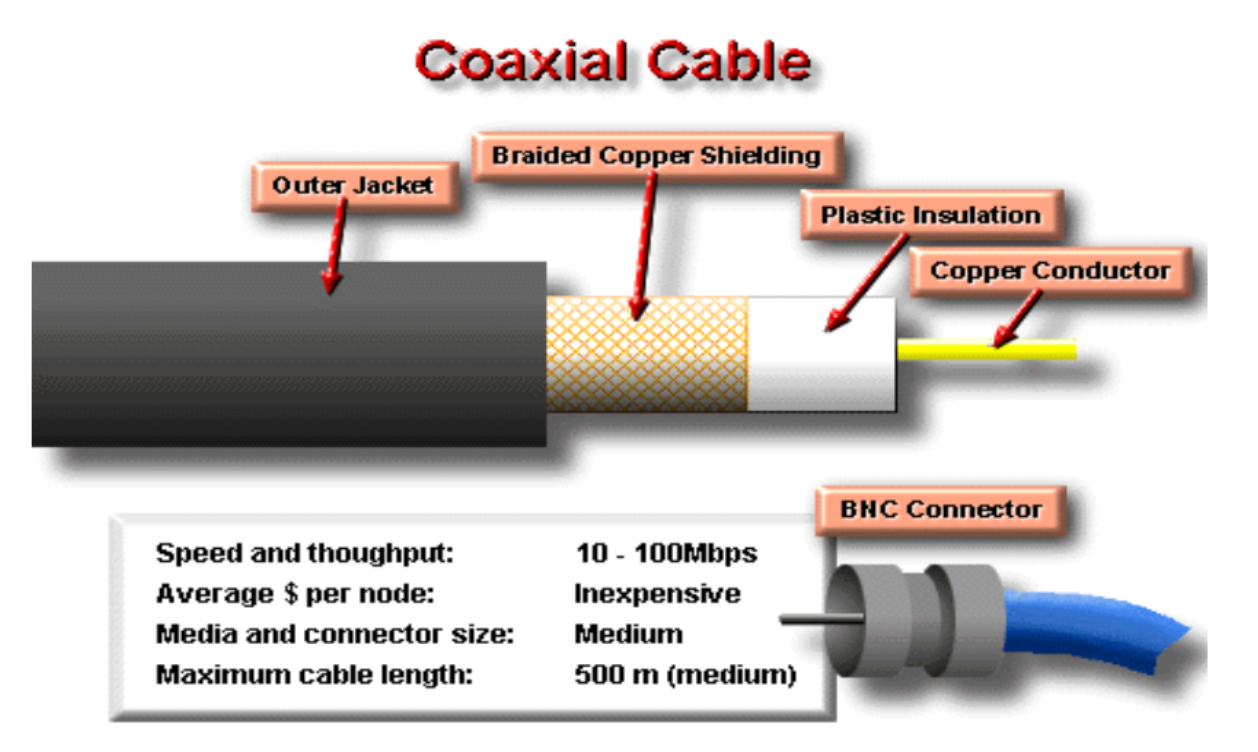 Coaxial Cable
Braided Copper Shielding
Outer Jacket
Plastic Insulation
Copper Conductor
BNC Connector
Speed and thoughput: 10 - 100Mbps
Average $ per node: Inexpensive
Media and connector size: Medium
Maximum cable length: 500 m (medium)